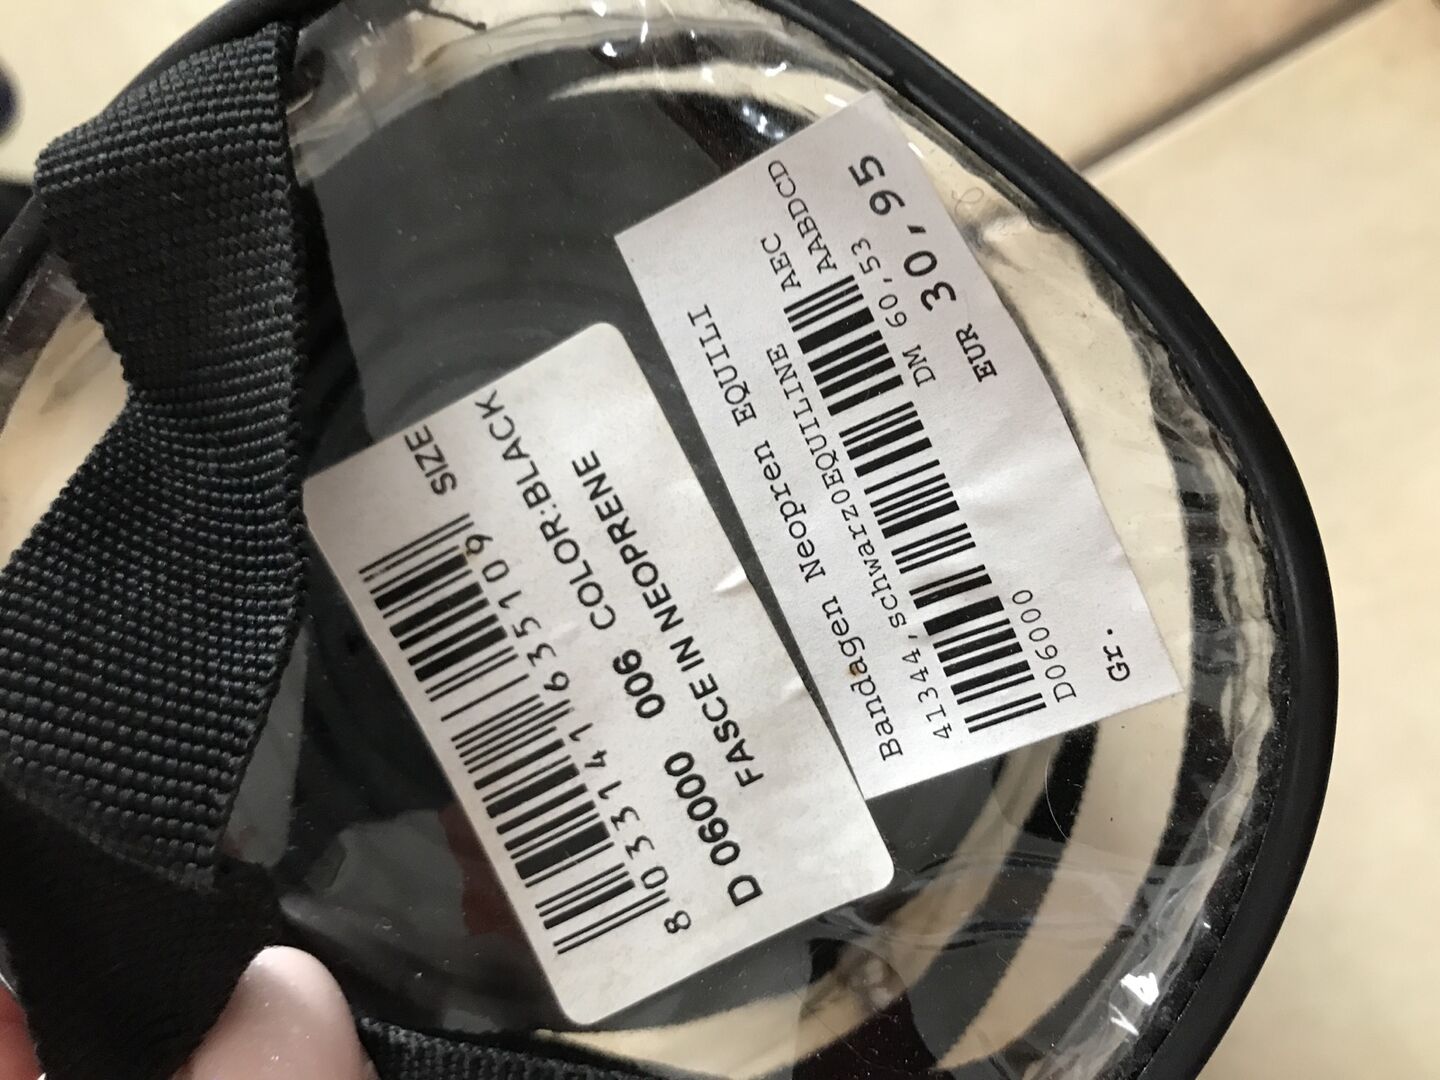 Bandagen Neopren EQUILI
41344,schwarz0EQUILINE AEC
AABDCD
D06000
DM 60,53
Gr.
EUR 30,95
SIZE
8 033141 635109
D 06000 006 COLOR:BLACK
FASCE IN NEOPRENE